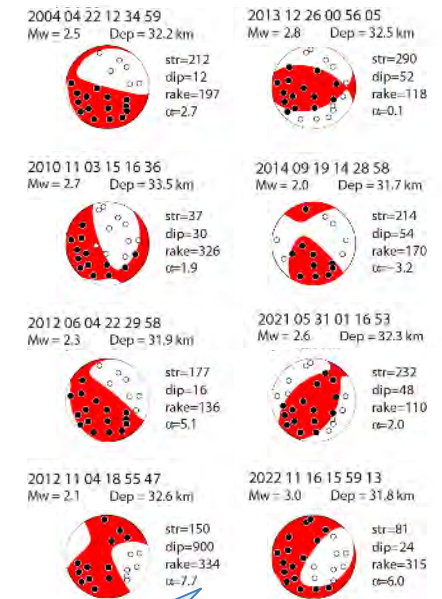 2004 04 22 12 34 59
Mw = 2.5 Dep = 32.2 km
str=212
dip=12
rake=197
α=2.7
2010 11 03 15 16 36
Mw = 2.7 Dep = 33.5 km
str=37
dip=30
rake=326
α=1.9
2012 06 04 22 29 58
Mw = 2.3 Dep = 31.9 km
str=177
dip=16
rake=136
α=5.1
2012 11 04 18 55 47
Mw = 2.1 Dep = 32.6 km
str=150
dip=900
rake=334
α=7.7
2013 12 26 00 56 05
Mw = 2.8 Dep = 32.5 km
str=290
dip=52
rake=118
α=0.1
2014 09 19 14 28 58
Mw = 2.0 Dep = 31.7 km
str=214
dip=54
rake=170
α=−3.2
2021 05 31 01 16 53
Mw = 2.6 Dep = 32.3 km
str=232
dip=48
rake=110
α=2.0
2022 11 16 15 59 13
Mw = 3.0 Dep = 31.8 km
str=81
dip=24
rake=315
α=6.0